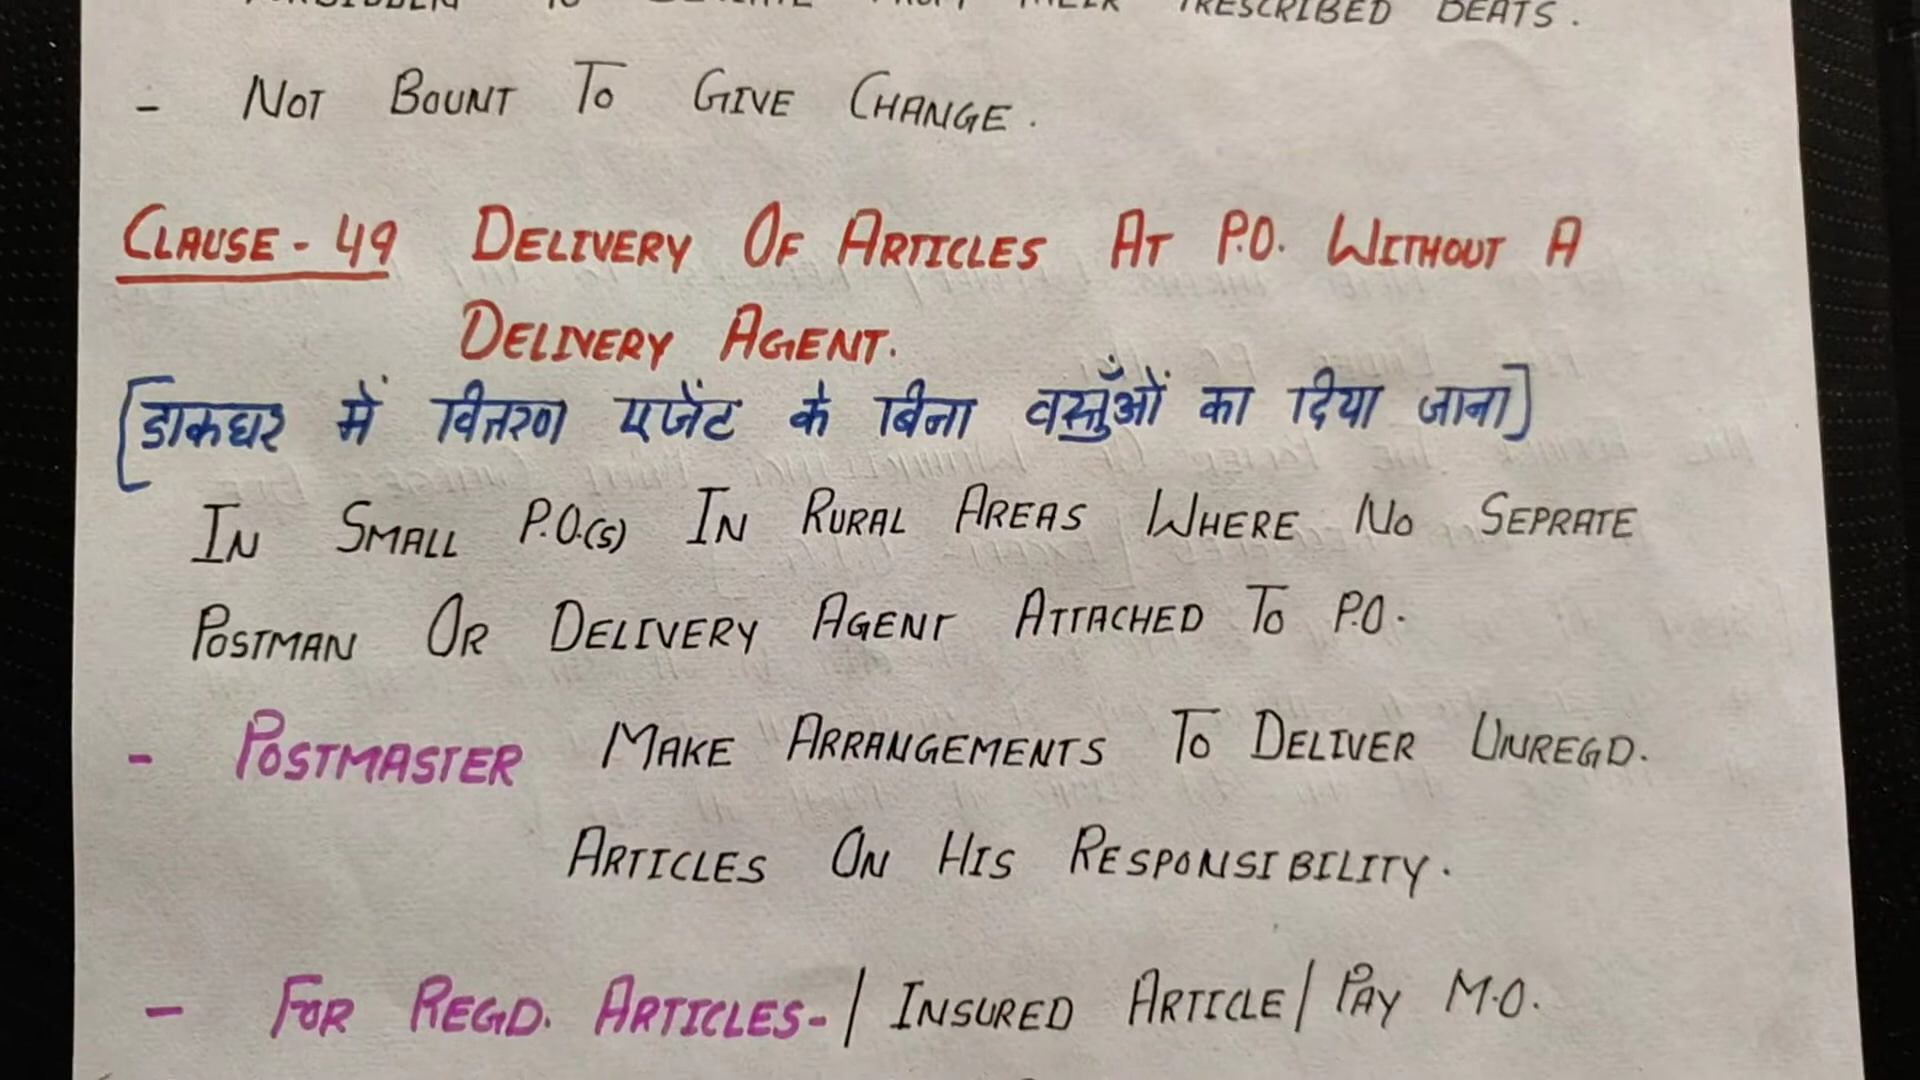 PRESCRIBED BEATS.
- NOT BOUNT TO GIVE CHANGE.
CLAUSE - 49 DELIVERY OF ARTICLES AT P.O. WITHOUT A
DELIVERY AGENT.
[डाकघर में वितरण एजेंट के बिना वस्तुँओं का दिया जाना]
IN SMALL P.O.(S) IN RURAL AREAS WHERE NO SEPRATE
POSTMAN OR DELIVERY AGENT ATTACHED TO P.O.
- POSTMASTER MAKE ARRANGEMENTS TO DELIVER UNREGD.
ARTICLES ON HIS RESPONSIBILITY.
- FOR REGD. ARTICLES-/ INSURED ARTICLE/ PAY M.O.